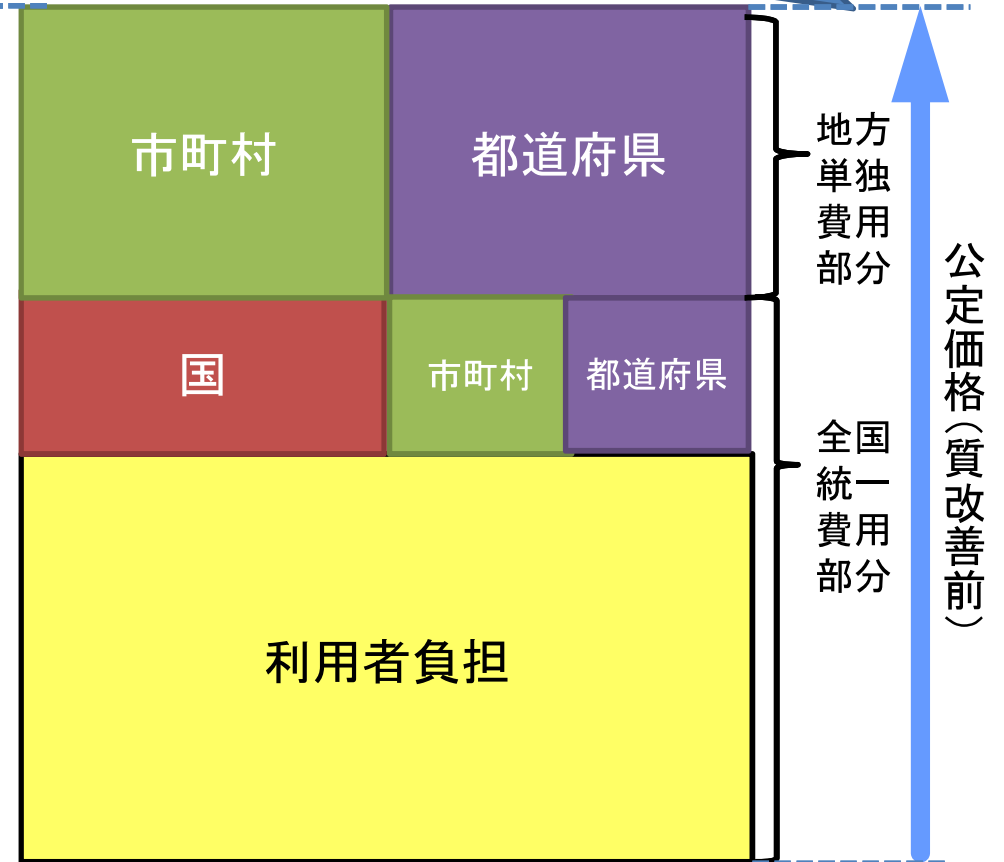 市町村
都道府県
地方
単独
費用
部分
国
市町村
都道府県
全国
統一
費用
部分
利用者負担
公定価格(質改善前)